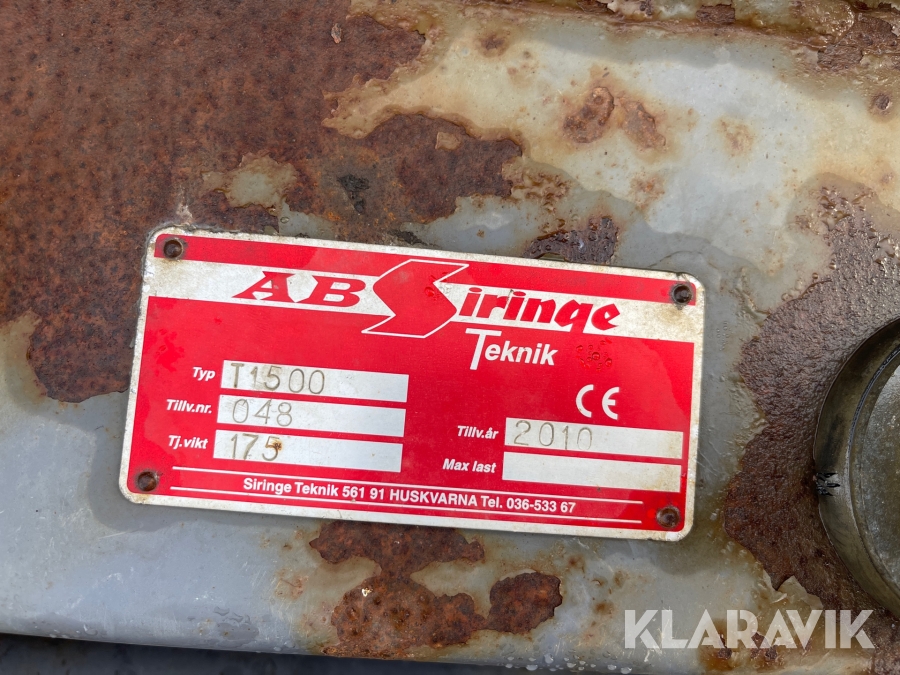 AB Siringe
Teknik
Typ T1500
Tillv.nr. 048
Tj.vikt 175
CE
Tillv.år 2010
Max last
Siringe Teknik 561 91 HUSKVARNA Tel. 036-533 67
KLARAVIK